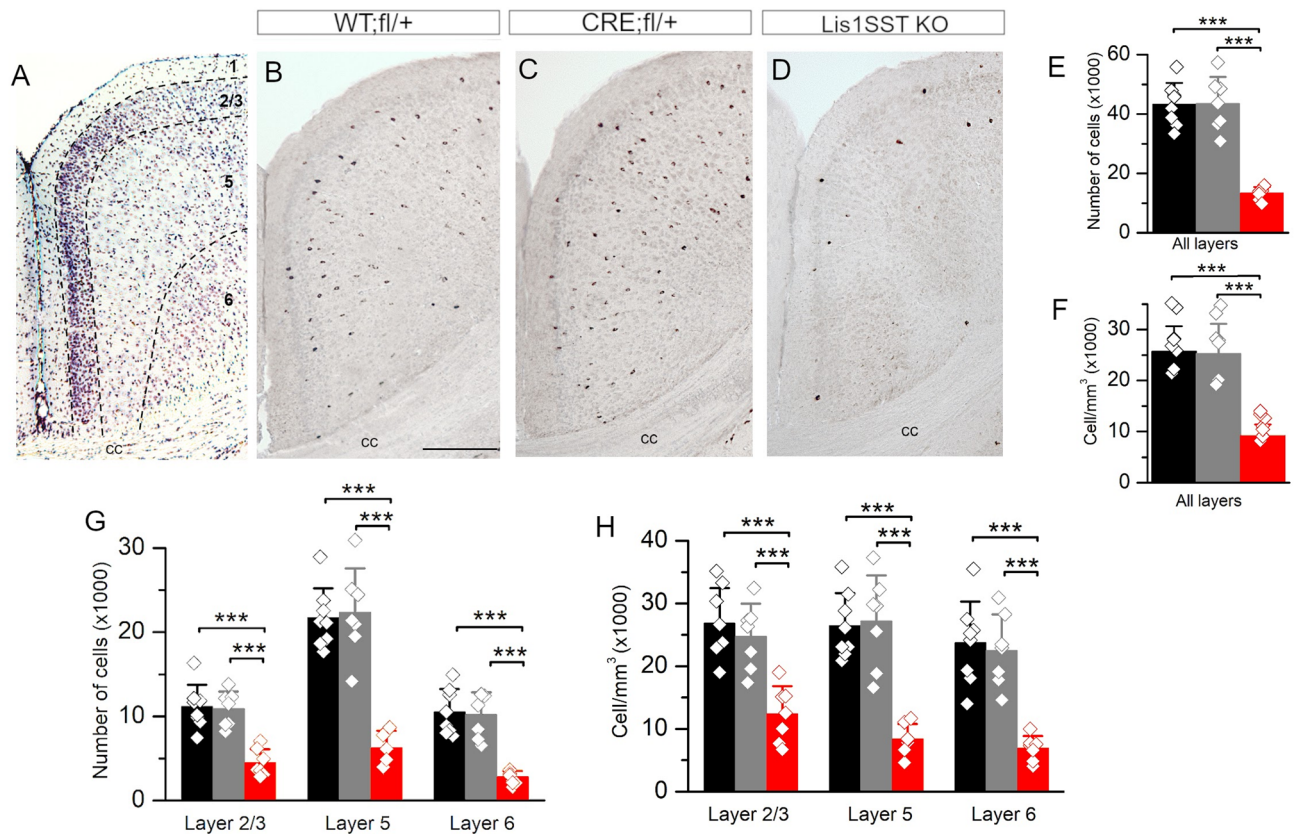 WT;fl/+ CRE;fl/+ Lis1SST KO
A B C D
1
2/3
5
6
cc cc cc cc
E
*** 
***
Number of cells (x1000)
60
40
20
0
All layers
F
***
***
Cell/mm³ (x1000)
30
20
10
0
All layers
G
Number of cells (x1000)
30
20
10
0
*** *** ***
*** *** ***
Layer 2/3 Layer 5 Layer 6
H
Cell/mm³ (x1000)
40
30
20
10
0
*** *** ***
*** *** ***
Layer 2/3 Layer 5 Layer 6